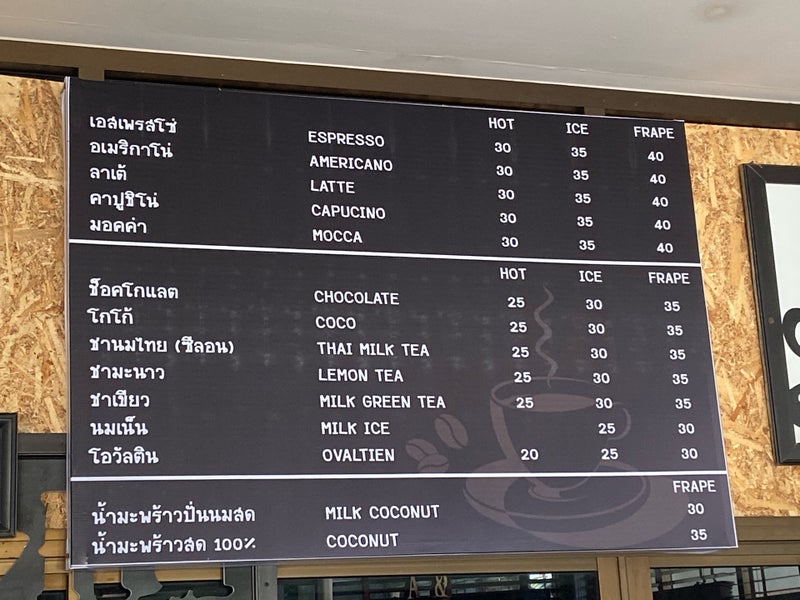 HOT ICE FRAPE
เอสเพรสโซ่ ESPRESSO 30 35 40
อเมริกาโน่ AMERICANO 30 35 40
ลาเต้ LATTE 30 35 40
คาปูชิโน่ CAPUCINO 30 35 40
มอคค่า MOCCA 30 35 40
HOT ICE FRAPE
ช็อคโกแลต CHOCOLATE 25 30 35
โกโก้ COCO 25 30 35
ชานมไทย (ซีลอน) THAI MILK TEA 25 30 35
ชามะนาว LEMON TEA 25 30 35
ชาเขียว MILK GREEN TEA 25 30 35
นมเน็น MILK ICE 25 30
โอวัลติน OVALTIEN 20 25 30
FRAPE
น้ำมะพร้าวปั่นนมสด MILK COCONUT 30
น้ำมะพร้าวสด 100% COCONUT 35